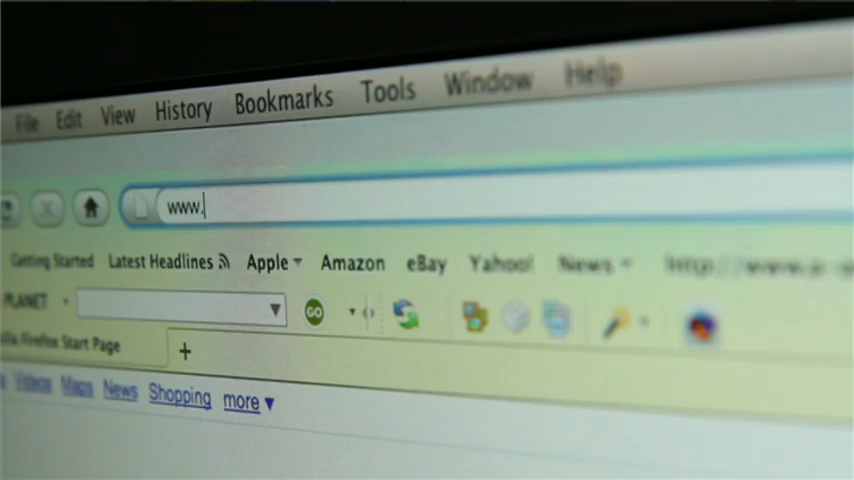 File Edit View History Bookmarks Tools Window Help
www.
Getting Started Latest Headlines Apple Amazon eBay Yahoo! News
PLANET GO
Firefox Start Page +
Videos Maps News Shopping more